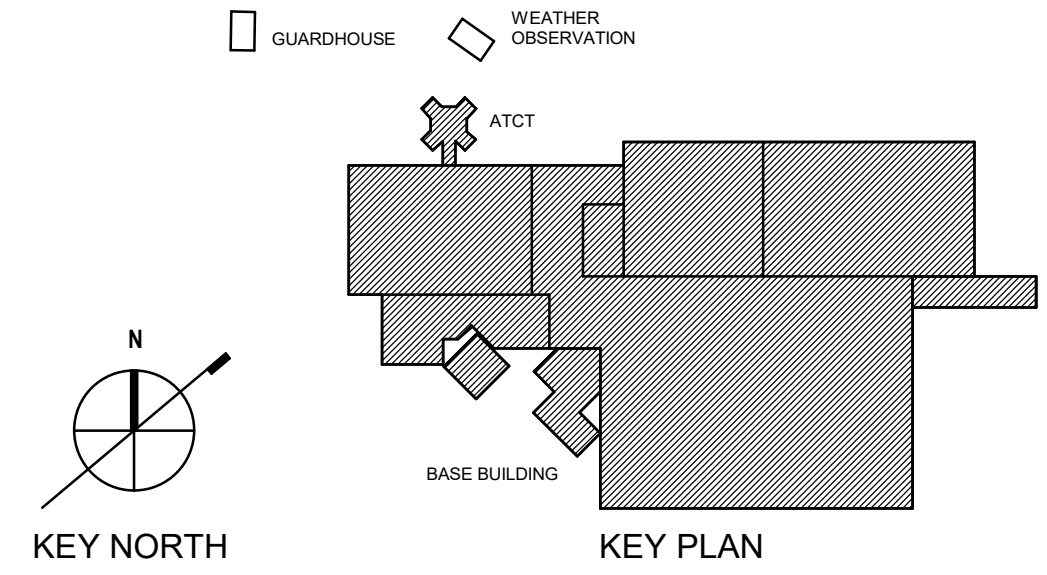 GUARDHOUSE
WEATHER
OBSERVATION
ATCT
N
BASE BUILDING
KEY NORTH
KEY PLAN